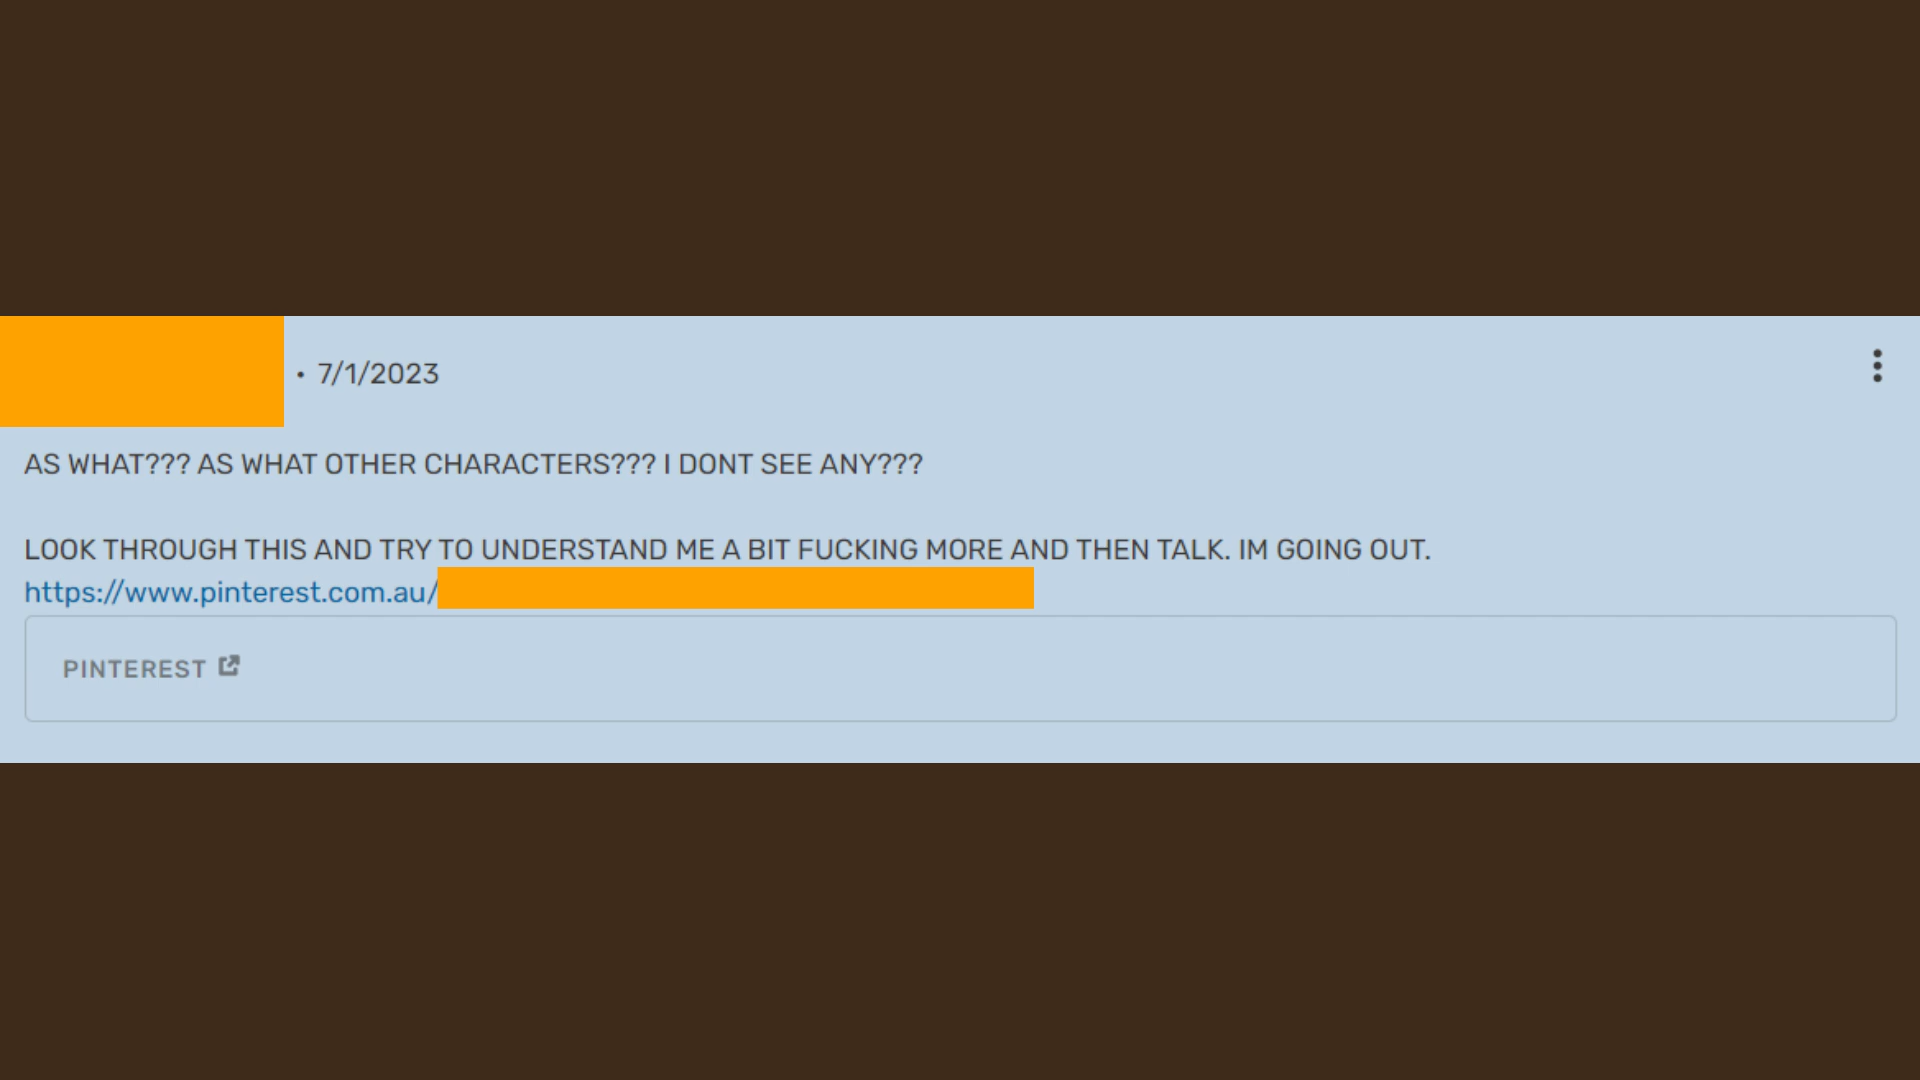 • 7/1/2023
AS WHAT??? AS WHAT OTHER CHARACTERS??? I DONT SEE ANY???
LOOK THROUGH THIS AND TRY TO UNDERSTAND ME A BIT FUCKING MORE AND THEN TALK. IM GOING OUT.
https://www.pinterest.com.au/
PINTEREST